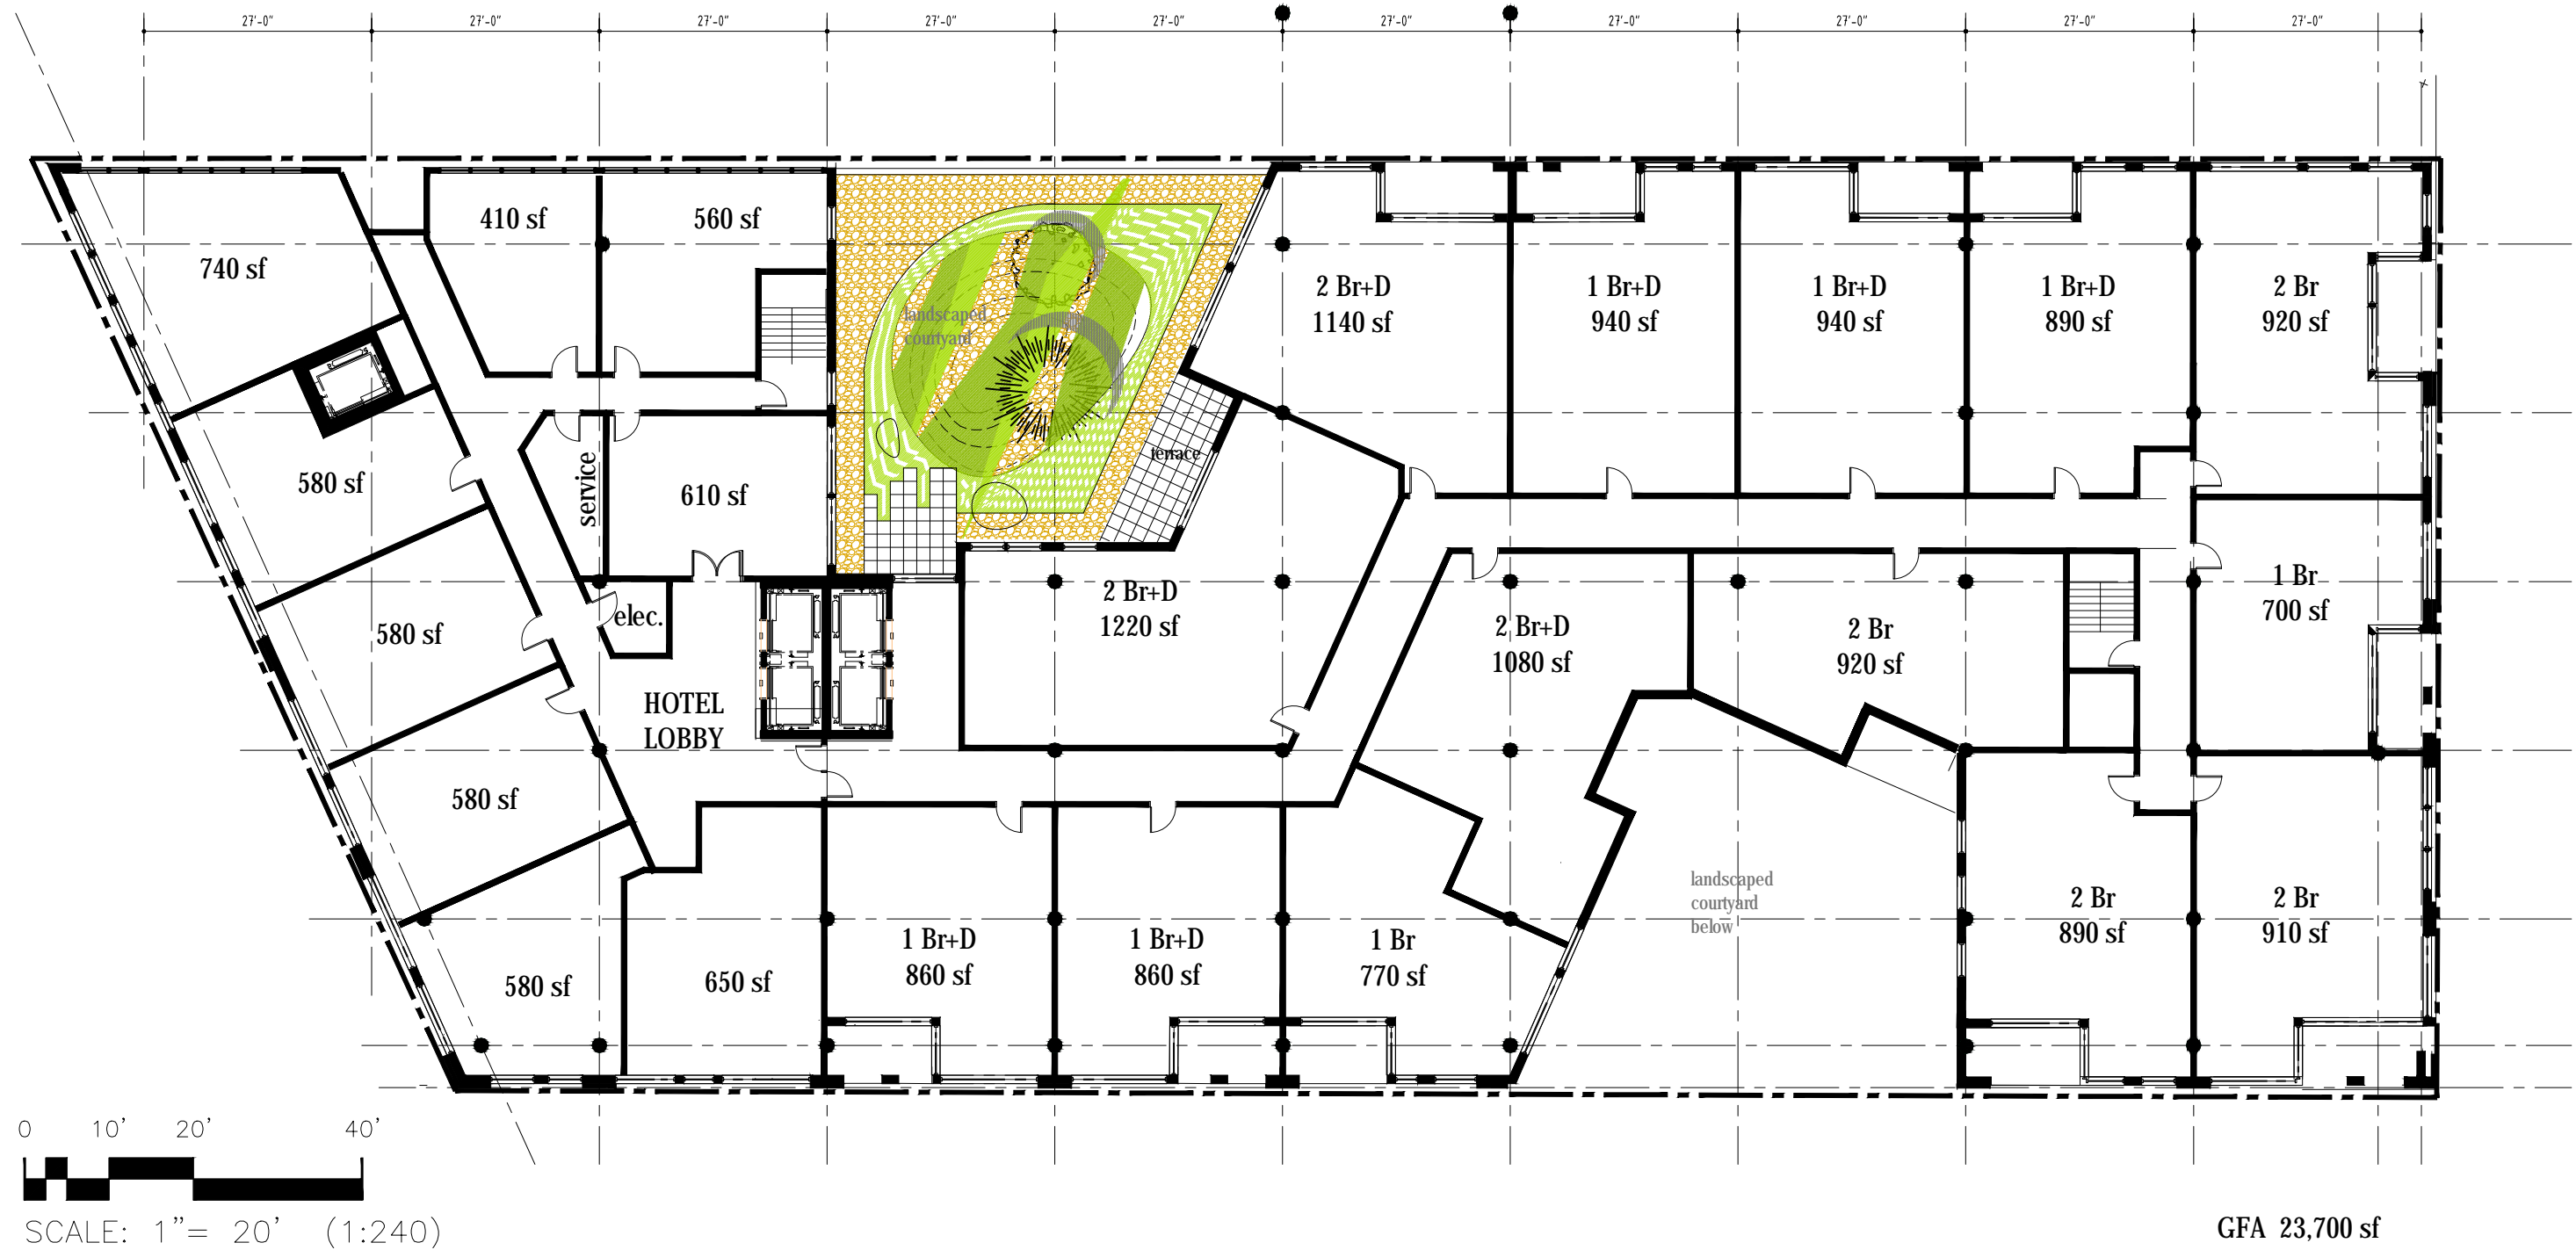 27'-0" 27'-0" 27'-0" 27'-0" 27'-0" 27'-0" 27'-0" 27'-0" 27'-0" 27'-0"
410 sf
560 sf
740 sf
landscaped
courtyard
2 Br+D
1140 sf
1 Br+D
940 sf
1 Br+D
940 sf
1 Br+D
890 sf
2 Br
920 sf
580 sf
service
610 sf
terrace
580 sf
elec.
2 Br+D
1220 sf
2 Br+D
1080 sf
2 Br
920 sf
1 Br
700 sf
HOTEL
LOBBY
580 sf
580 sf
650 sf
1 Br+D
860 sf
1 Br+D
860 sf
1 Br
770 sf
landscaped
courtyard
below
2 Br
890 sf
2 Br
910 sf
0 10' 20' 40'
SCALE: 1"= 20' (1:240)
GFA 23,700 sf